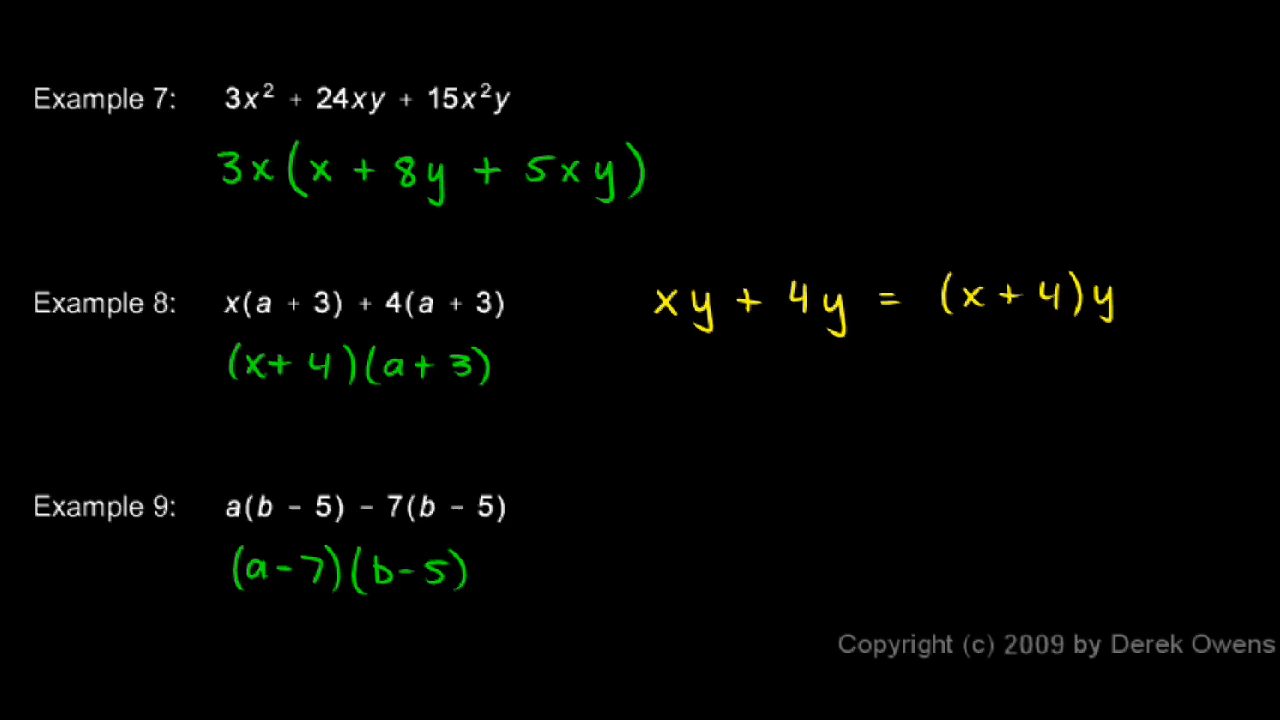 Example 7: 3x² + 24xy + 15x²y
3x(x + 8y + 5xy)
Example 8: x(a + 3) + 4(a + 3) xy + 4y = (x + 4)y
(x + 4)(a + 3)
Example 9: a(b − 5) − 7(b − 5)
(a − 7)(b − 5)
Copyright (c) 2009 by Derek Owens